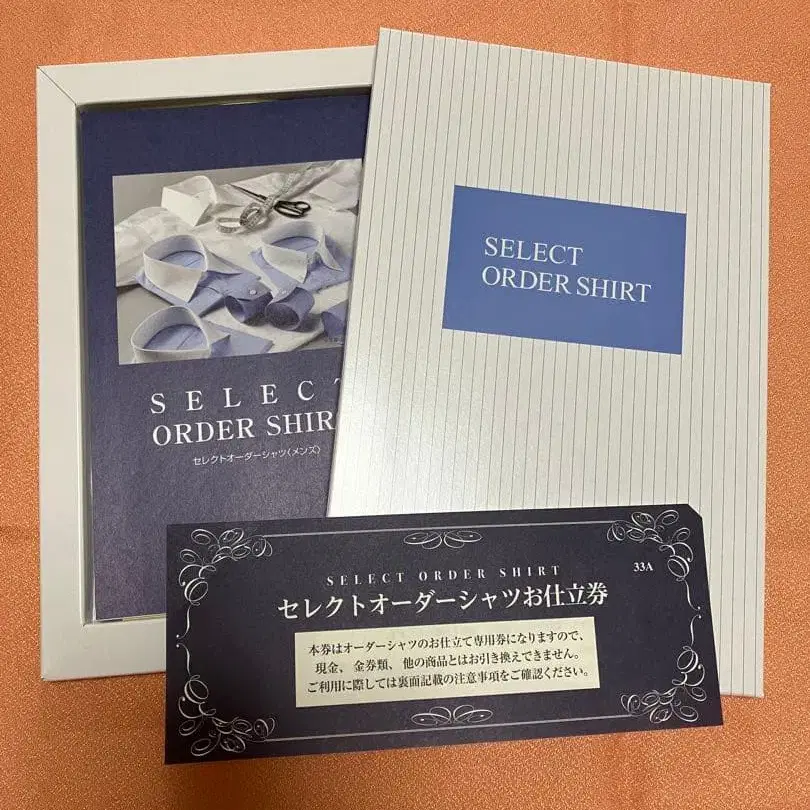 SELECT
ORDER SHIR
セレクトオーダーシャツ〈メンズ〉
SELECT
ORDER SHIRT
SELECT ORDER SHIRT
33A
セレクトオーダーシャツお仕立券
本券はオーダーシャツのお仕立て専用券になりますので、
現金、金券類、他の商品とはお引き換えできません。
ご利用に際しては裏面記載の注意事項をご確認ください。